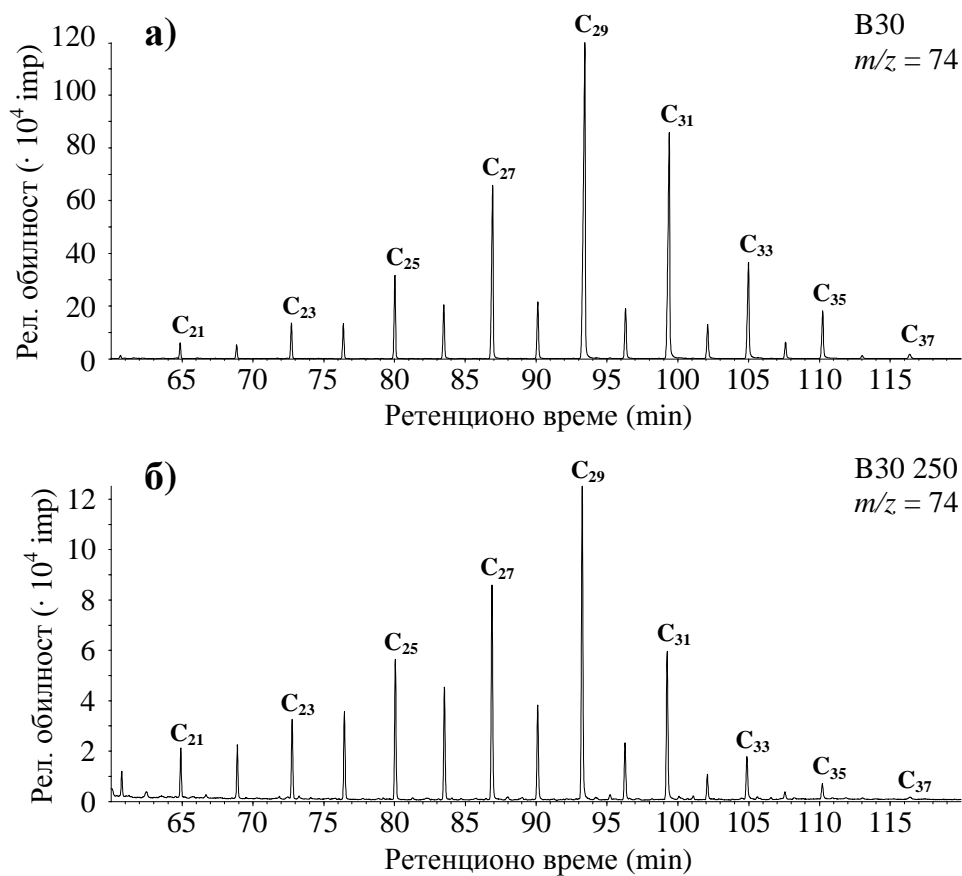 а)
B30
m/z = 74
Рел. обилност (· 10⁴ imp)
120
100
80
60
40
20
0
C₂₁
C₂₃
C₂₅
C₂₇
C₂₉
C₃₁
C₃₃
C₃₅
C₃₇
65 70 75 80 85 90 95 100 105 110 115
Ретенционо време (min)
б)
B30 250
m/z = 74
Рел. обилност (· 10⁴ imp)
12
10
8
6
4
2
0
C₂₁
C₂₃
C₂₅
C₂₇
C₂₉
C₃₁
C₃₃
C₃₅
C₃₇
65 70 75 80 85 90 95 100 105 110 115
Ретенционо време (min)